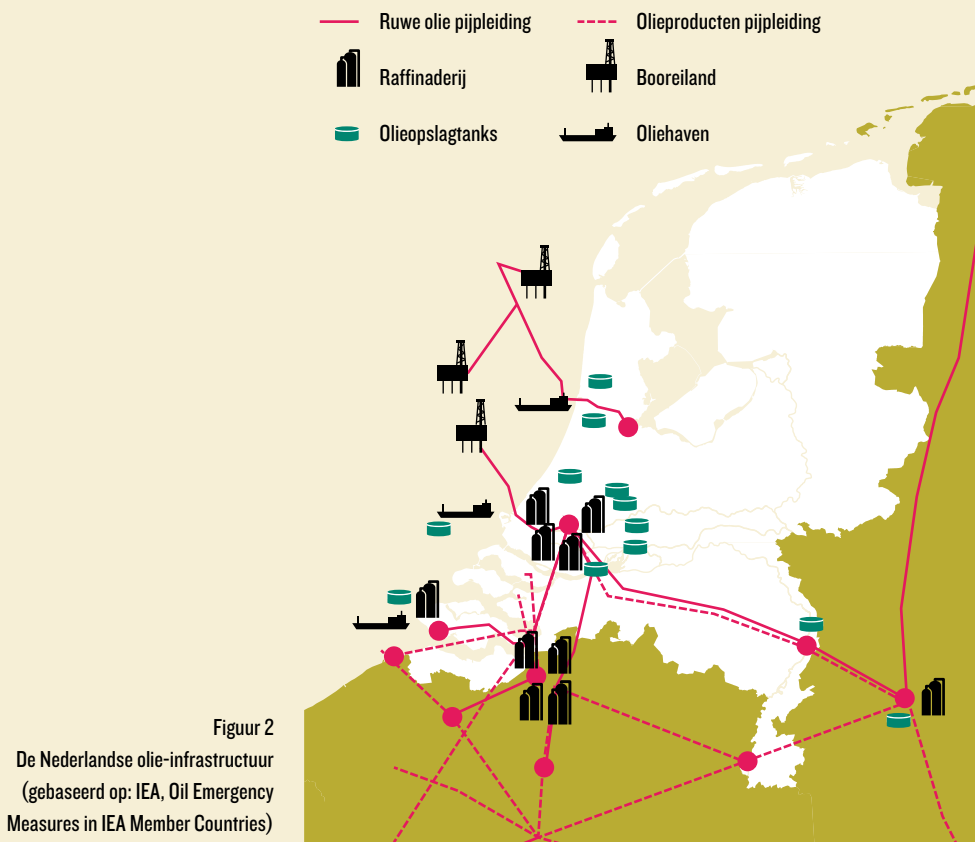 Ruwe olie pijpleiding
Olieproducten pijpleiding
Raffinaderij
Booreiland
Olieopslagtanks
Oliehaven
Figuur 2
De Nederlandse olie-infrastructuur
(gebaseerd op: IEA, Oil Emergency
Measures in IEA Member Countries)